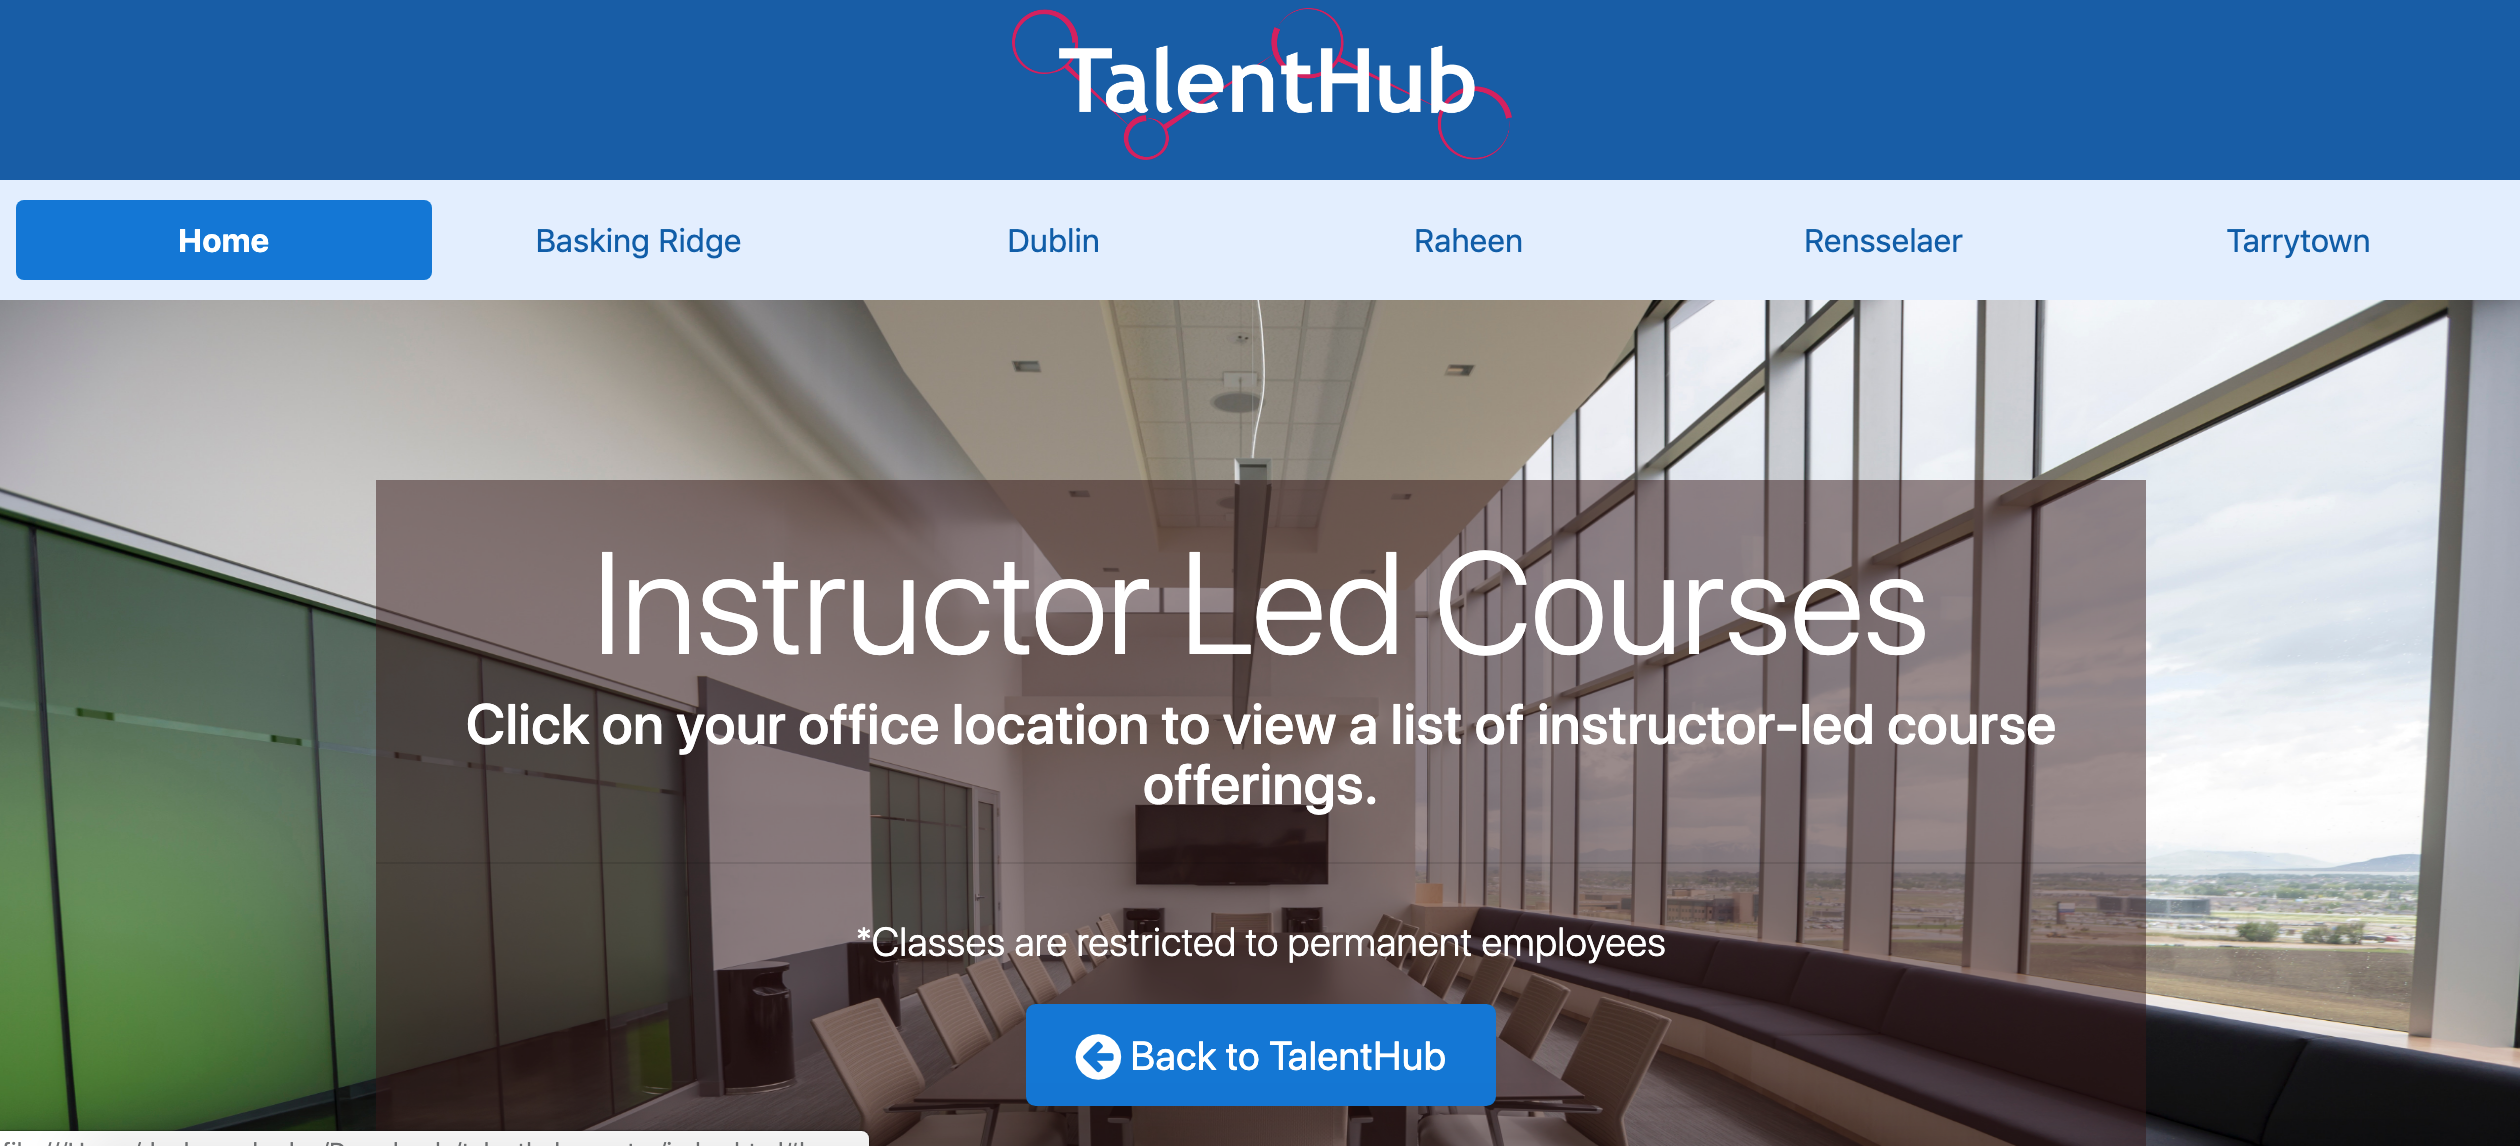 TalentHub
Home Basking Ridge Dublin Raheen Rensselaer Tarrytown
Instructor Led Courses
Click on your office location to view a list of instructor-led course
offerings.
*Classes are restricted to permanent employees
Back to TalentHub